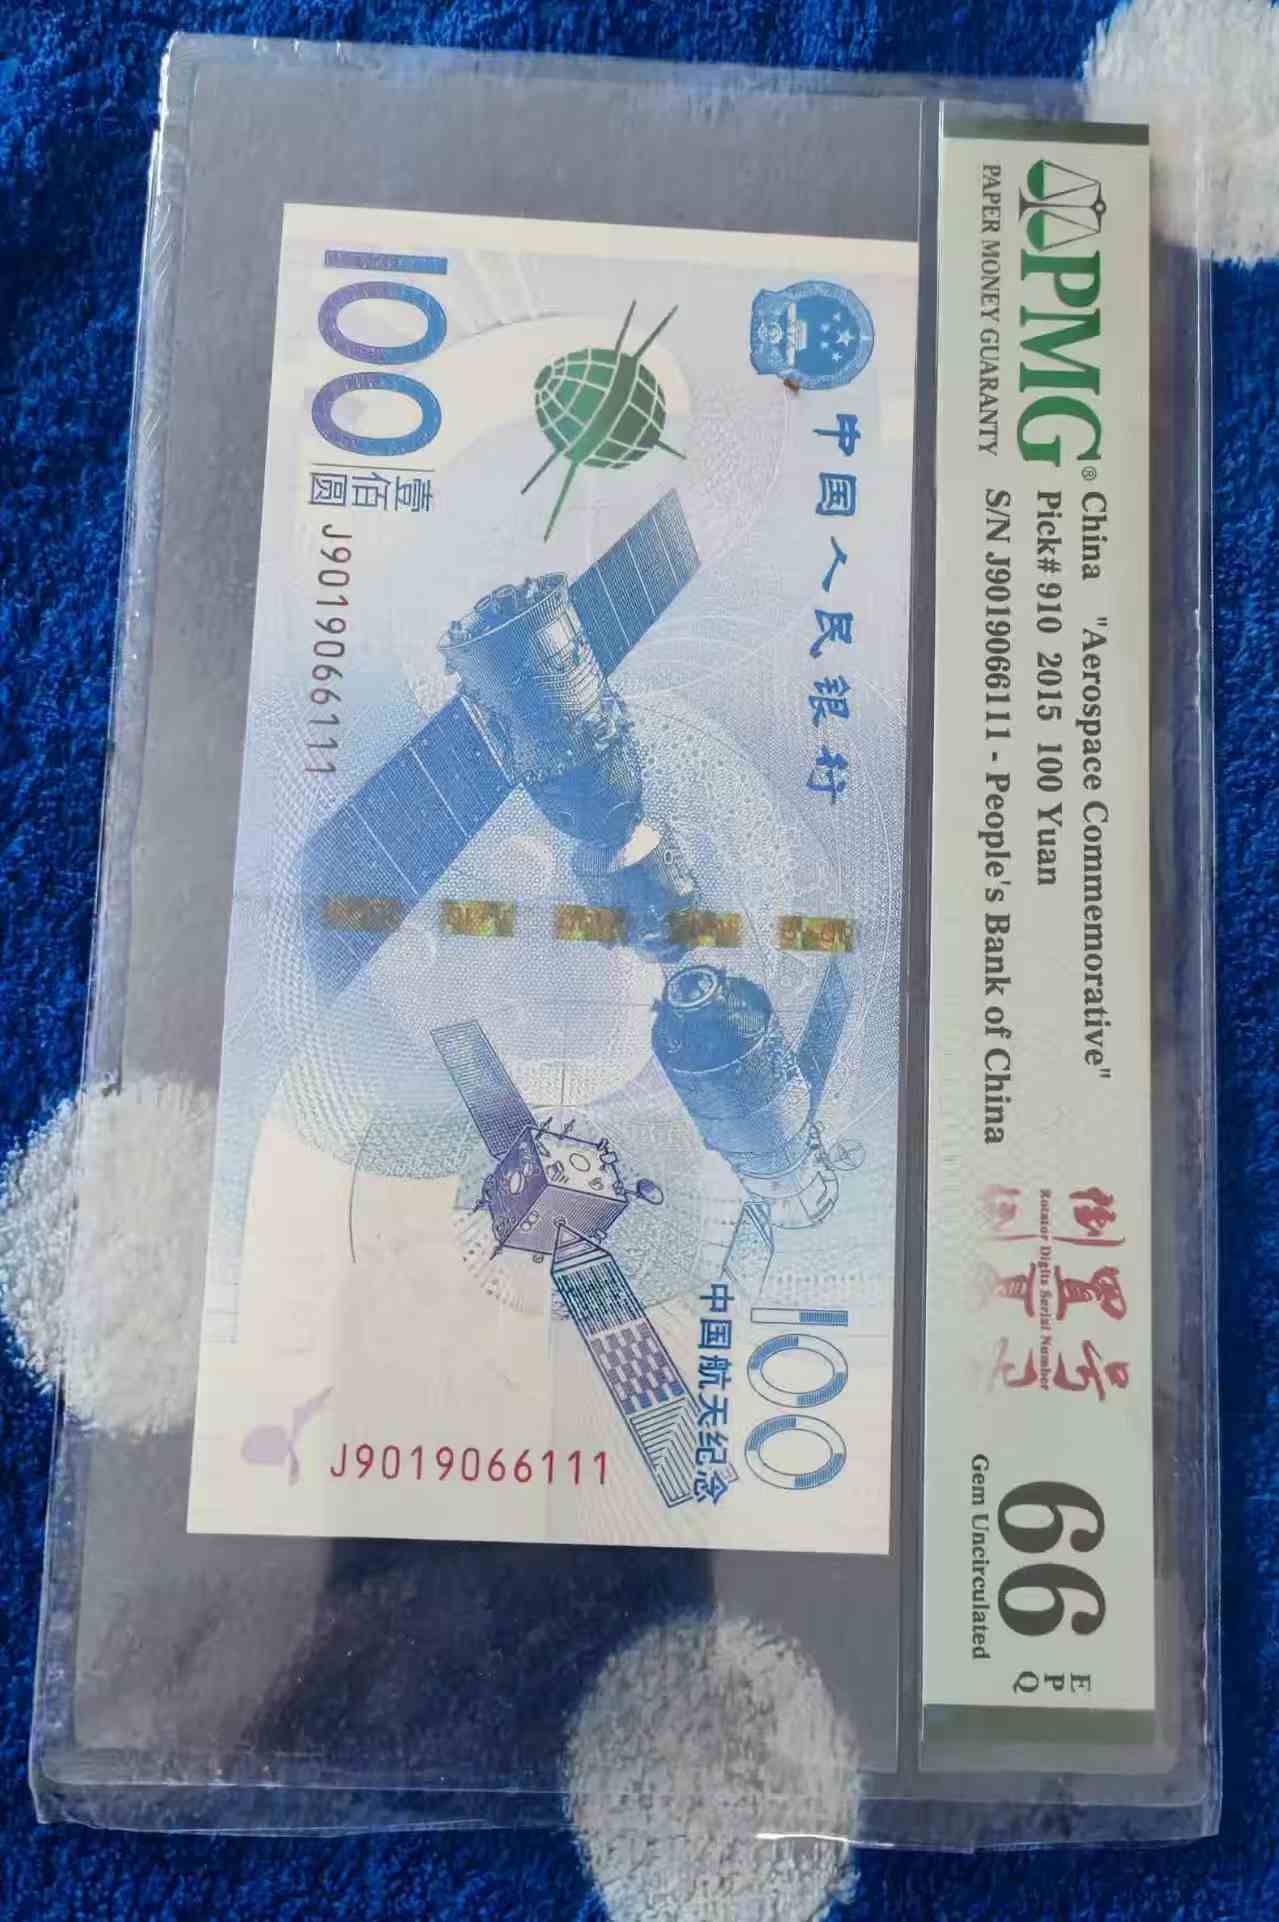 PMG®
PAPER MONEY GUARANTY
China "Aerospace Commemorative"
Pick# 910 2015 100 Yuan
S/N J9019066111 - People's Bank of China
倒置号
Rotator Digits Serial Number
66
EPQ
Gem Uncirculated
中国人民银行
100
中国航天纪念
100
壹佰圆
J9019066111
J9019066111